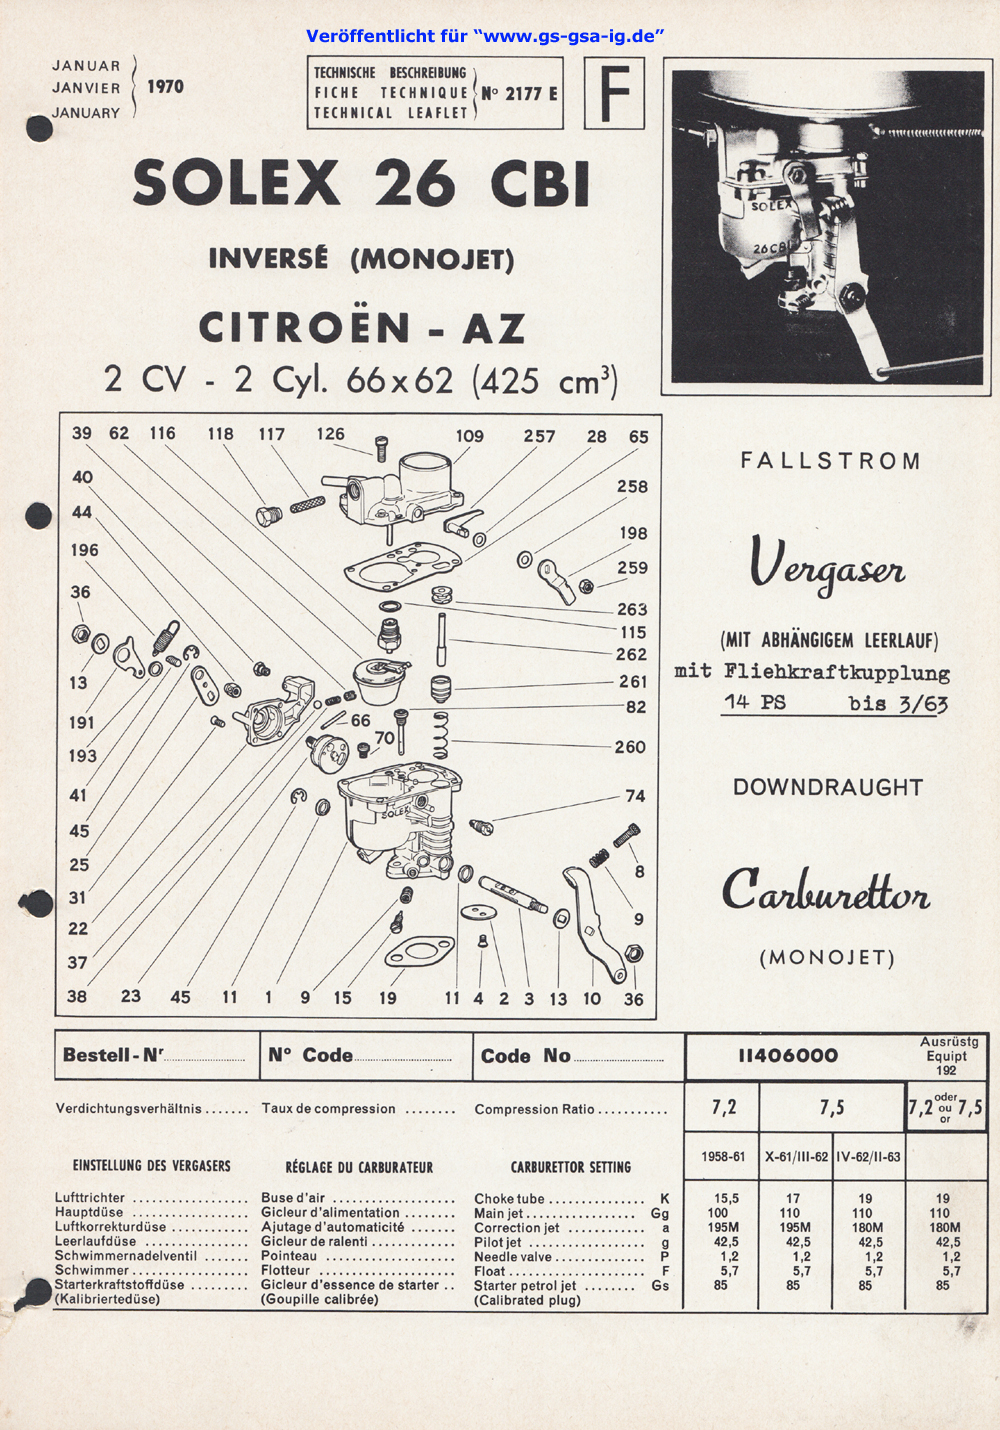 Veröffentlicht für “www.gs-gsa-ig.de”
JANUAR
JANVIER 1970
JANUARY
TECHNISCHE BESCHREIBUNG
FICHE TECHNIQUE Nº 2177 E
TECHNICAL LEAFLET
F
SOLEX 26 CBI
INVERSÉ (MONOJET)
CITROËN - AZ
2 CV - 2 Cyl. 66x62 (425 cm³)
SOLEX
26CBI
39 62 116 118 117 126 109 257 28 65
40
258
44
198
196
259
36
263
115
262
13
261
191
82
66
70
193
260
41
74
45
SOLEX
25
8
31
22
9
37
38 23 45 11 1 9 15 19 11 4 2 3 13 10 36
FALLSTROM
Vergaser
(MIT ABHÄNGIGEM LEERLAUF)
mit Fliehkraftkupplung
14 PS bis 3/63
DOWNDRAUGHT
Carburettor
(MONOJET)
Bestell-Nr. Nº Code Code No 11406000 Ausrüstg
Equipt
192
Verdichtungsverhältnis Taux de compression Compression Ratio 7,2 7,5 7,2 oder ou or 7,5
EINSTELLUNG DES VERGASERS RÉGLAGE DU CARBURATEUR CARBURETTOR SETTING 1958-61 X-61/III-62 IV-62/II-63
Lufttrichter Buse d'air Choke tube K 15,5 17 19 19
Hauptdüse Gicleur d'alimentation Main jet Gg 100 110 110 110
Luftkorrekturdüse Ajutage d'automaticité Correction jet a 195M 195M 180M 180M
Leerlaufdüse Gicleur de ralenti Pilot jet g 42,5 42,5 42,5 42,5
Schwimmernadelventil Pointeau Needle valve P 1,2 1,2 1,2 1,2
Schwimmer Flotteur Float F 5,7 5,7 5,7 5,7
Starterkraftstoffdüse Gicleur d'essence de starter Starter petrol jet Gs 85 85 85 85
(Kalibriertedüse) (Goupille calibrée) (Calibrated plug)